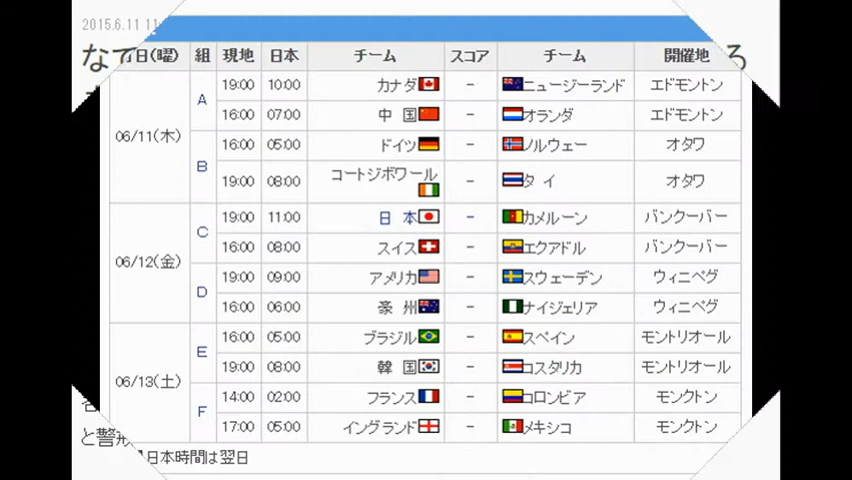 2015.6.11 11
なで
ろ
日(曜) 組 現地 日本 チーム スコア チーム 開催地
06/11(木) A 19:00 10:00 カナダ - ニュージーランド エドモントン
16:00 07:00 中 国 - オランダ エドモントン
B 16:00 05:00 ドイツ - ノルウェー オタワ
19:00 08:00 コートジボワール - タ イ オタワ
06/12(金) C 19:00 11:00 日 本 - カメルーン バンクーバー
16:00 08:00 スイス - エクアドル バンクーバー
D 19:00 09:00 アメリカ - スウェーデン ウィニペグ
16:00 06:00 豪 州 - ナイジェリア ウィニペグ
06/13(土) E 16:00 05:00 ブラジル - スペイン モントリオール
19:00 08:00 韓 国 - コスタリカ モントリオール
F 14:00 02:00 フランス - コロンビア モンクトン
17:00 05:00 イングランド - メキシコ モンクトン
と警戒
日本時間は翌日